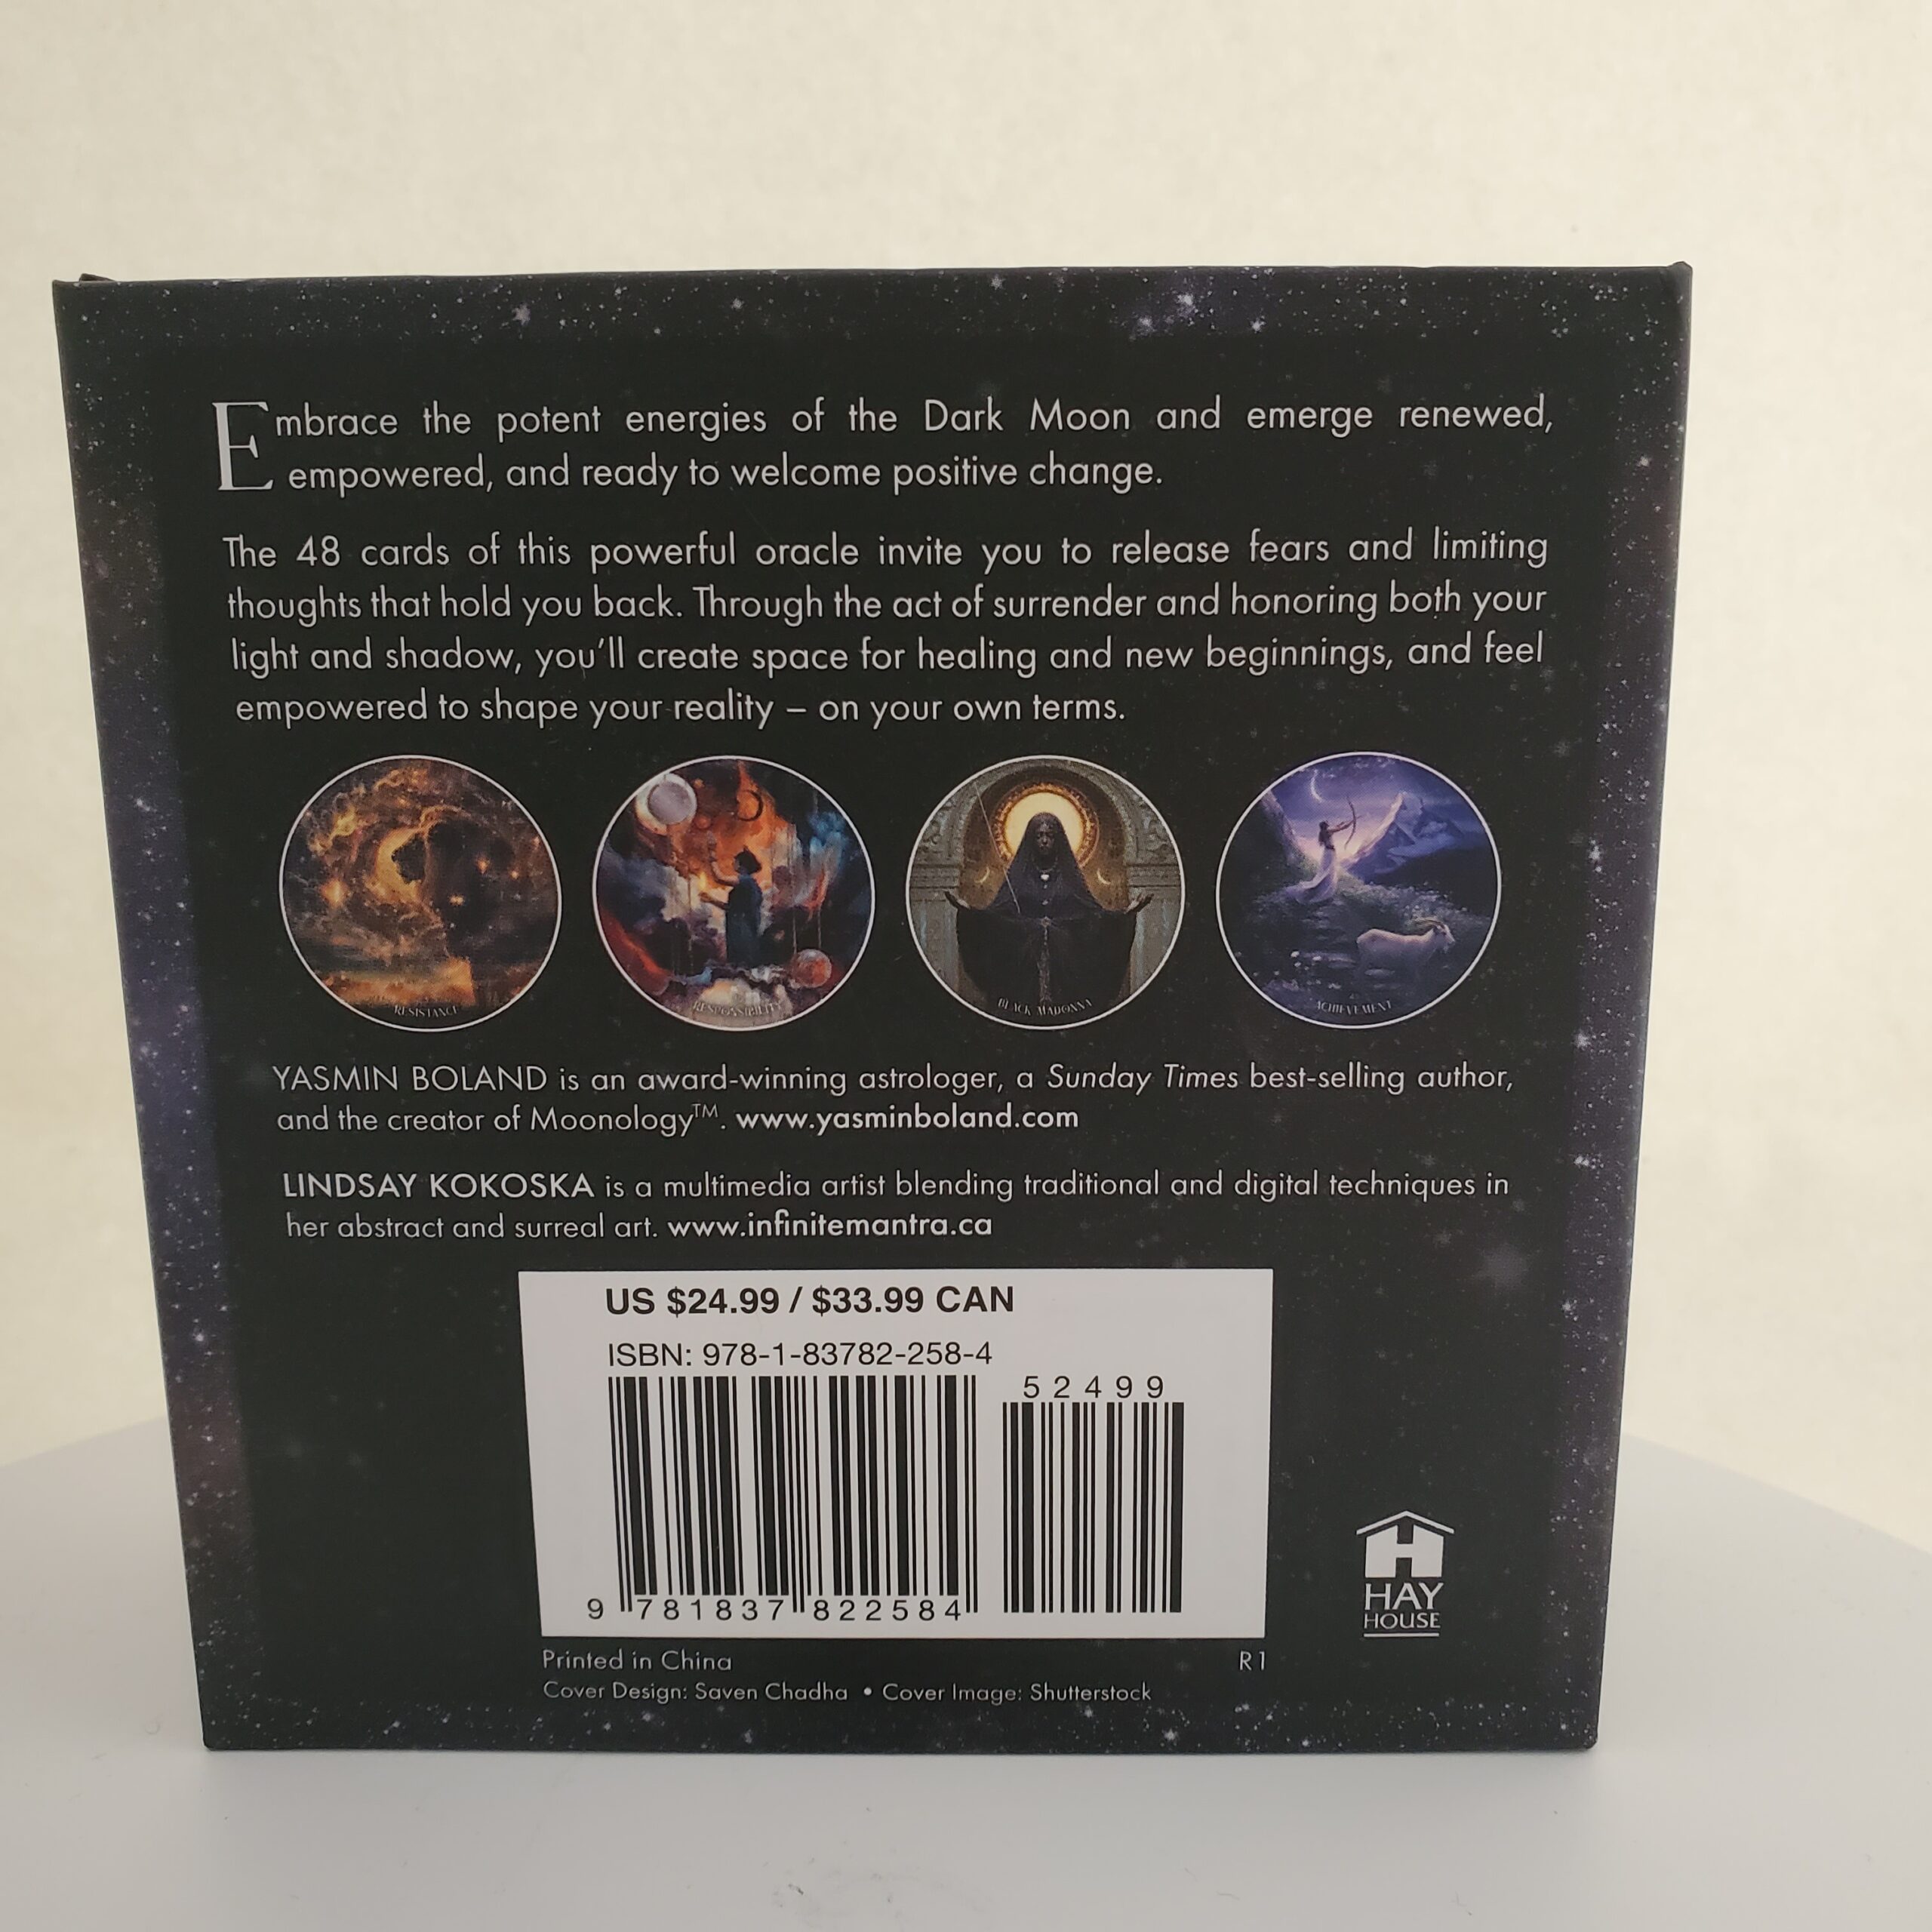 Embrace the potent energies of the Dark Moon and emerge renewed,
empowered, and ready to welcome positive change.
The 48 cards of this powerful oracle invite you to release fears and limiting
thoughts that hold you back. Through the act of surrender and honoring both your
light and shadow, you'll create space for healing and new beginnings, and feel
empowered to shape your reality – on your own terms.
RESISTANCE
RESPONSIBILITY
BLACK MADONNA
ACHIEVEMENT
YASMIN BOLAND is an award-winning astrologer, a Sunday Times best-selling author,
and the creator of Moonology™. www.yasminboland.com
LINDSAY KOKOSKA is a multimedia artist blending traditional and digital techniques in
her abstract and surreal art. www.infinitemantra.ca
US $24.99 / $33.99 CAN
ISBN: 978-1-83782-258-4
52499
9 781837 822584
HAY
HOUSE
Printed in China
R1
Cover Design: Saven Chadha • Cover Image: Shutterstock